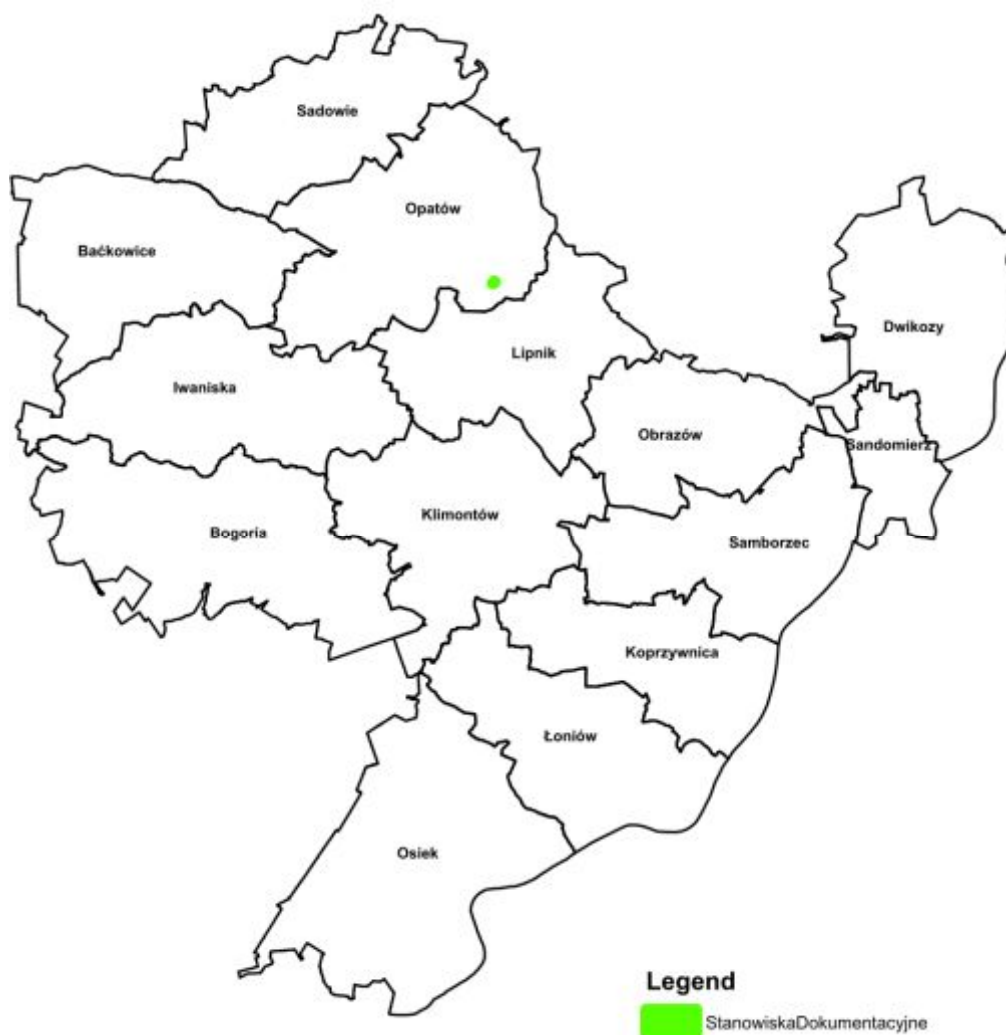 Sadowie
Opatów
Baćkowice
Dwikozy
Lipnik
Iwaniska
Obrazów
Sandomierz
Klimontów
Bogoria
Samborzec
Koprzywnica
Łoniów
Osiek
Legend
StanowiskaDokumentacyjne